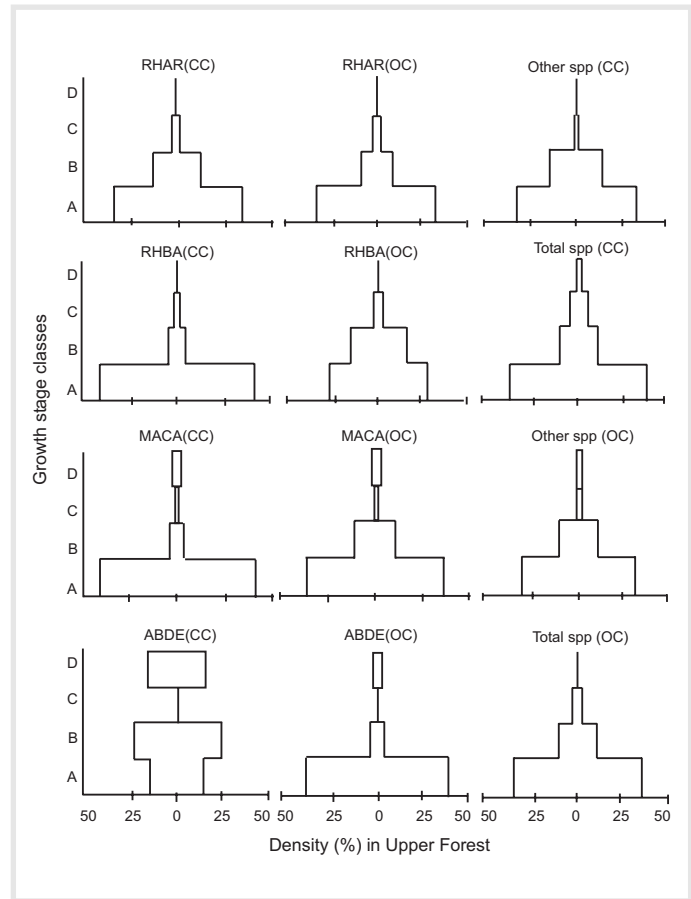 RHAR(CC) RHAR(OC) Other spp (CC)
D
C
B
A
RHBA(CC) RHBA(OC) Total spp (CC)
D
C
B
A
Growth stage classes
MACA(CC) MACA(OC) Other spp (OC)
D
C
B
A
ABDE(CC) ABDE(OC) Total spp (OC)
D
C
B
A
50 25 0 25 50 25 0 25 50 25 0 25 50
Density (%) in Upper Forest